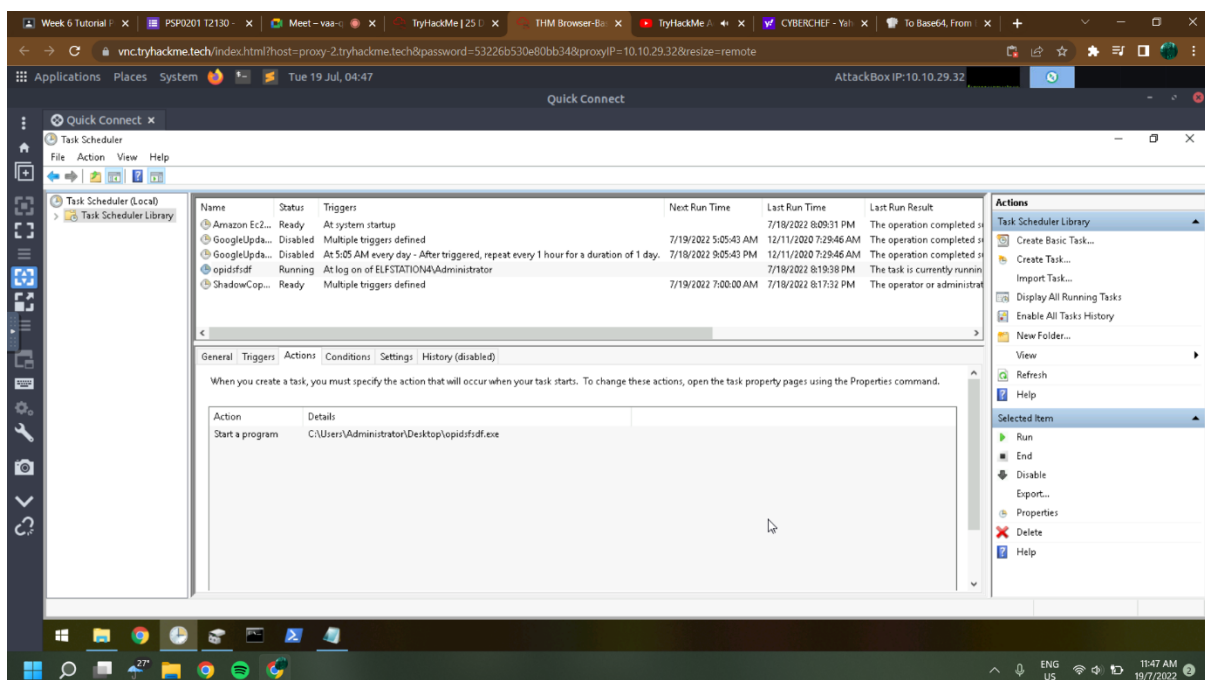 Week 6 Tutorial P
PSP0201 T2130 -
Meet – vaa-
TryHackMe | 25 D
THM Browser-Ba
TryHackMe A
CYBERCHEF - Yah
To Base64, From
vnc.tryhackme.tech/index.html?host=proxy-2.tryhackme.tech&password=53226b530e80bb34&proxyIP=10.10.29.32&resize=remote
Applications Places System Tue 19 Jul, 04:47 AttackBox IP:10.10.29.32
Quick Connect
Quick Connect
Task Scheduler
File Action View Help
Task Scheduler (Local)
Task Scheduler Library
Name Status Triggers Next Run Time Last Run Time Last Run Result
Amazon Ec2... Ready At system startup 7/18/2022 8:09:31 PM The operation completed
GoogleUpda... Disabled Multiple triggers defined 7/19/2022 5:05:43 AM 12/11/2020 7:29:46 AM The operation completed
GoogleUpda... Disabled At 5:05 AM every day - After triggered, repeat every 1 hour for a duration of 1 day. 7/18/2022 9:05:43 PM 12/11/2020 7:29:46 AM The operation completed
opidsfsdf Running At log on of ELFSTATION4\Administrator 7/18/2022 8:19:38 PM The task is currently runnin
ShadowCop... Ready Multiple triggers defined 7/19/2022 7:00:00 AM 7/18/2022 8:17:32 PM The operator or administrat
General Triggers Actions Conditions Settings History (disabled)
When you create a task, you must specify the action that will occur when your task starts. To change these actions, open the task property pages using the Properties command.
Action Details
Start a program C:\Users\Administrator\Desktop\opidsfsdf.exe
Actions
Task Scheduler Library
Create Basic Task...
Create Task...
Import Task...
Display All Running Tasks
Enable All Tasks History
New Folder...
View
Refresh
Help
Selected Item
Run
End
Disable
Export...
Properties
Delete
Help
27°
ENG
US
11:47 AM
19/7/2022
2